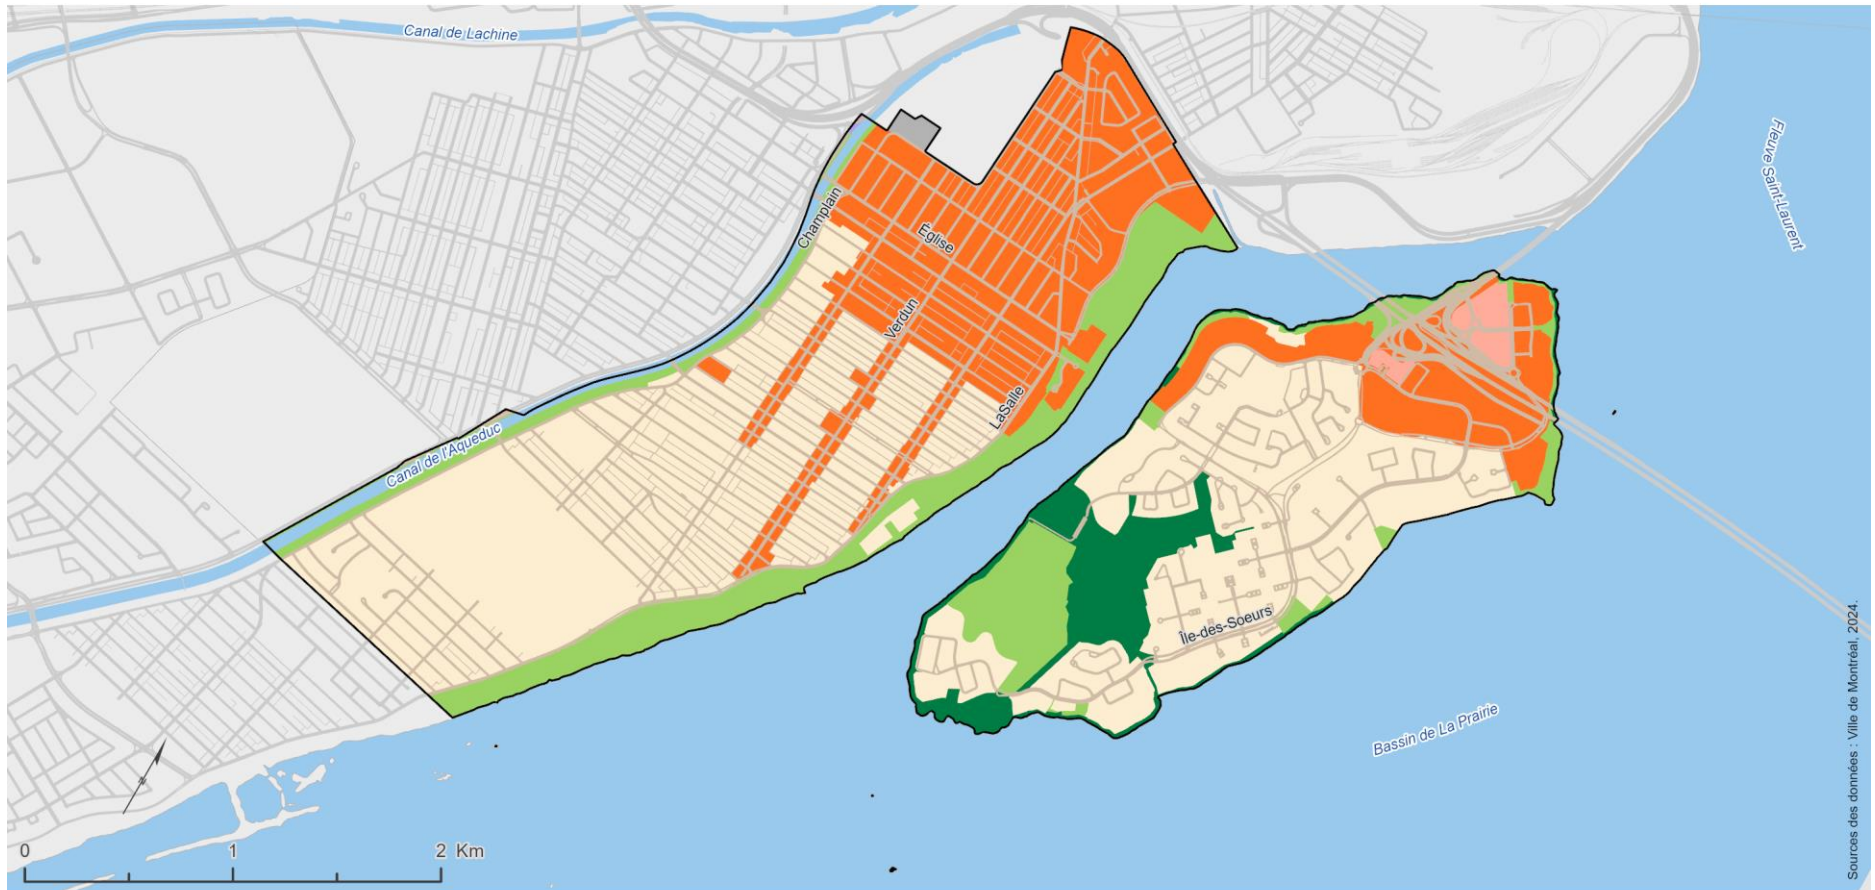 Canal de Lachine
Fleuve Saint-Laurent
Champlain
Église
Verdun
LaSalle
Canal de l'Aqueduc
Île-des-Soeurs
Bassin de La Prairie
N
0 1 2 Km
Sources des données : Ville de Montréal, 2024.